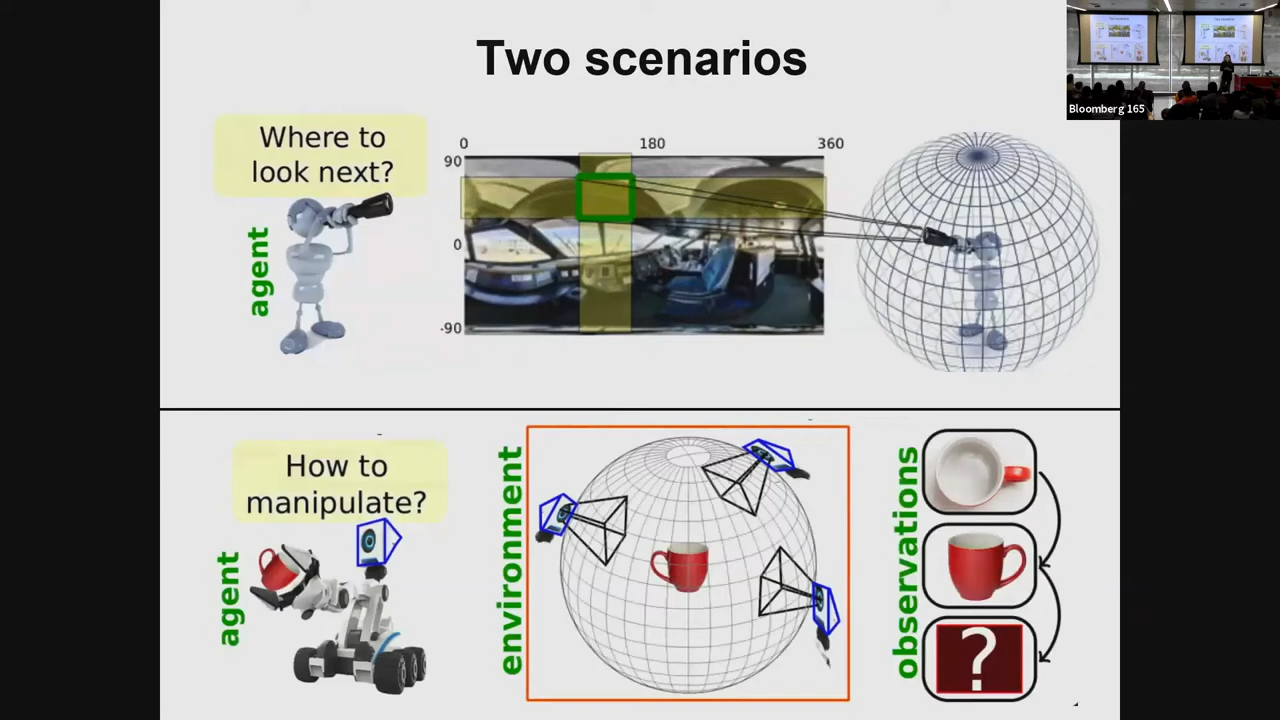 Two scenarios
Bloomberg 165
Where to
look next?
agent
0
180
360
90
0
-90
How to
manipulate?
agent
environment
observations
?